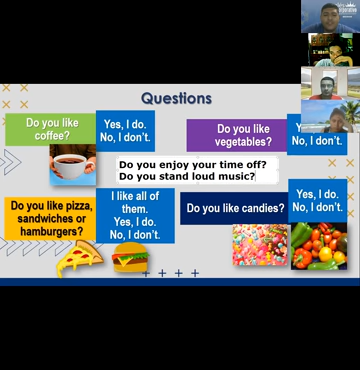 Questions
Do you like
coffee?
Yes, I do.
No, I don't.
Do you like
vegetables?
No, I don't.
Do you enjoy your time off?
Do you stand loud music?
Do you like pizza,
sandwiches or
hamburgers?
I like all of
them.
Yes, I do.
No, I don't.
Do you like candies?
Yes, I do.
No, I don't.